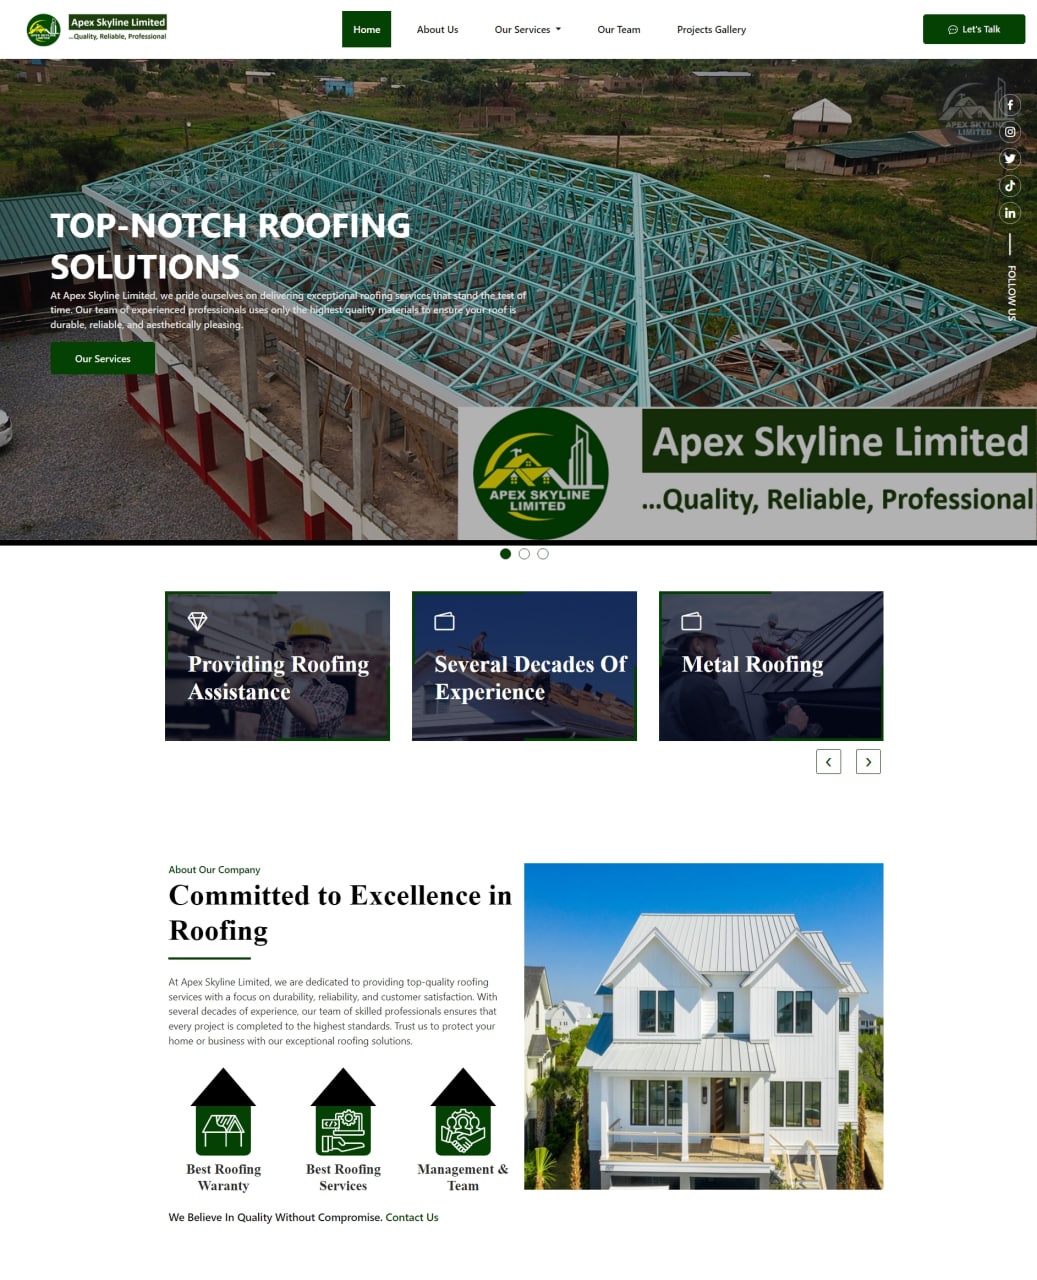 Apex Skyline Limited
...Quality, Reliable, Professional
APEX SKYLINE
LIMITED
Home
About Us
Our Services
Our Team
Projects Gallery
Let's Talk
APEX SKYLINE
LIMITED
TOP-NOTCH ROOFING
SOLUTIONS
At Apex Skyline Limited, we pride ourselves on delivering exceptional roofing services that stand the test of
time. Our team of experienced professionals uses only the highest quality materials to ensure your roof is
durable, reliable, and aesthetically pleasing.
Our Services
FOLLOW US
APEX SKYLINE
LIMITED
Apex Skyline Limited
...Quality, Reliable, Professional
Providing Roofing
Assistance
Several Decades Of
Experience
Metal Roofing
About Our Company
Committed to Excellence in
Roofing
At Apex Skyline Limited, we are dedicated to providing top-quality roofing
services with a focus on durability, reliability, and customer satisfaction. With
several decades of experience, our team of skilled professionals ensures that
every project is completed to the highest standards. Trust us to protect your
home or business with our exceptional roofing solutions.
Best Roofing
Waranty
Best Roofing
Services
Management &
Team
We Believe In Quality Without Compromise. Contact Us